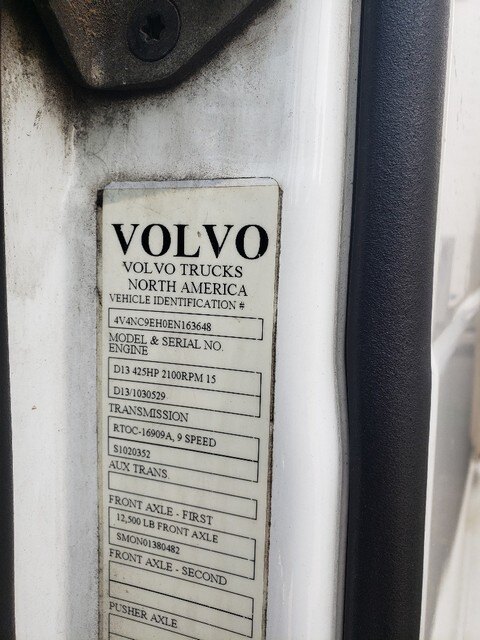 VOLVO
VOLVO TRUCKS
NORTH AMERICA
VEHICLE IDENTIFICATION #
4V4NC9EH0EN163648
MODEL & SERIAL NO.
ENGINE
D13 425HP 2100RPM 15
D13/1030529
TRANSMISSION
RTOC-16909A, 9 SPEED
S1020352
AUX TRANS.
FRONT AXLE - FIRST
12,500 LB FRONT AXLE
SMON01380482
FRONT AXLE - SECOND
PUSHER AXLE